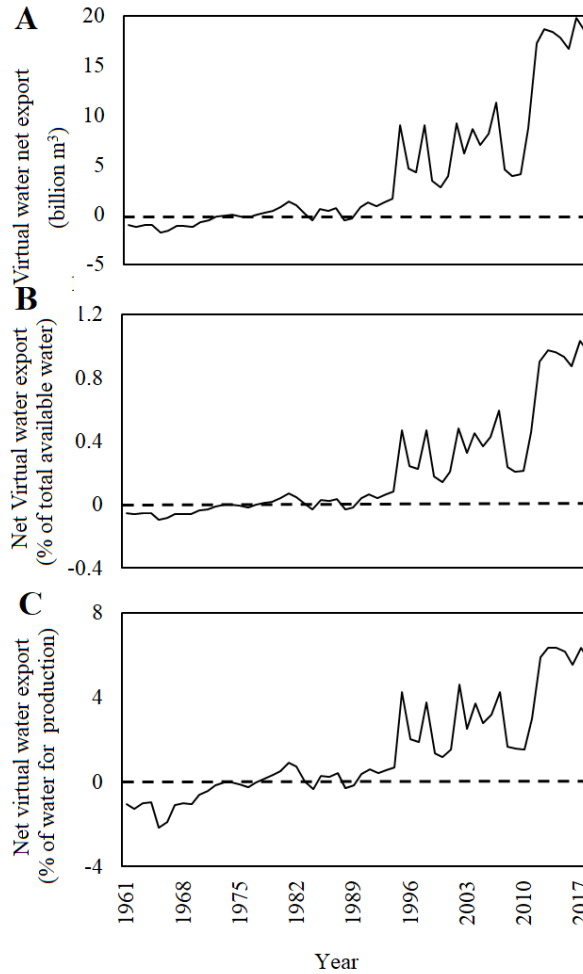 A
Virtual water net export
(billion m³)
20
15
10
5
0
-5
B
Net Virtual water export
(% of total available water)
1.2
0.8
0.4
0
-0.4
C
Net virtual water export
(% of water for production)
8
4
0
-4
1961
1968
1975
1982
1989
1996
2003
2010
2017
Year